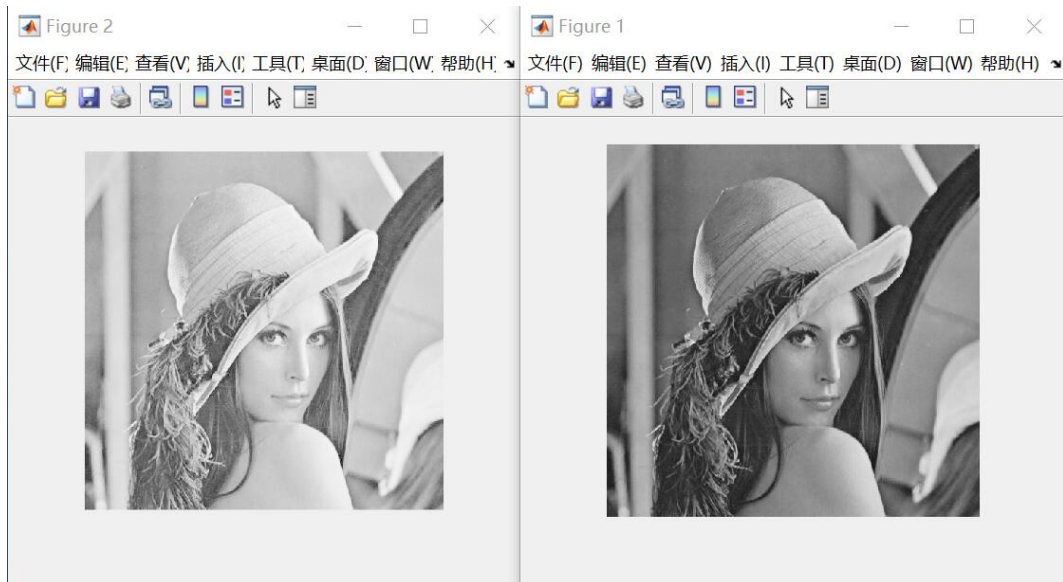 Figure 2
文件(F) 编辑(E) 查看(V) 插入(I) 工具(T) 桌面(D) 窗口(W) 帮助(H)
Figure 1
文件(F) 编辑(E) 查看(V) 插入(I) 工具(T) 桌面(D) 窗口(W) 帮助(H)